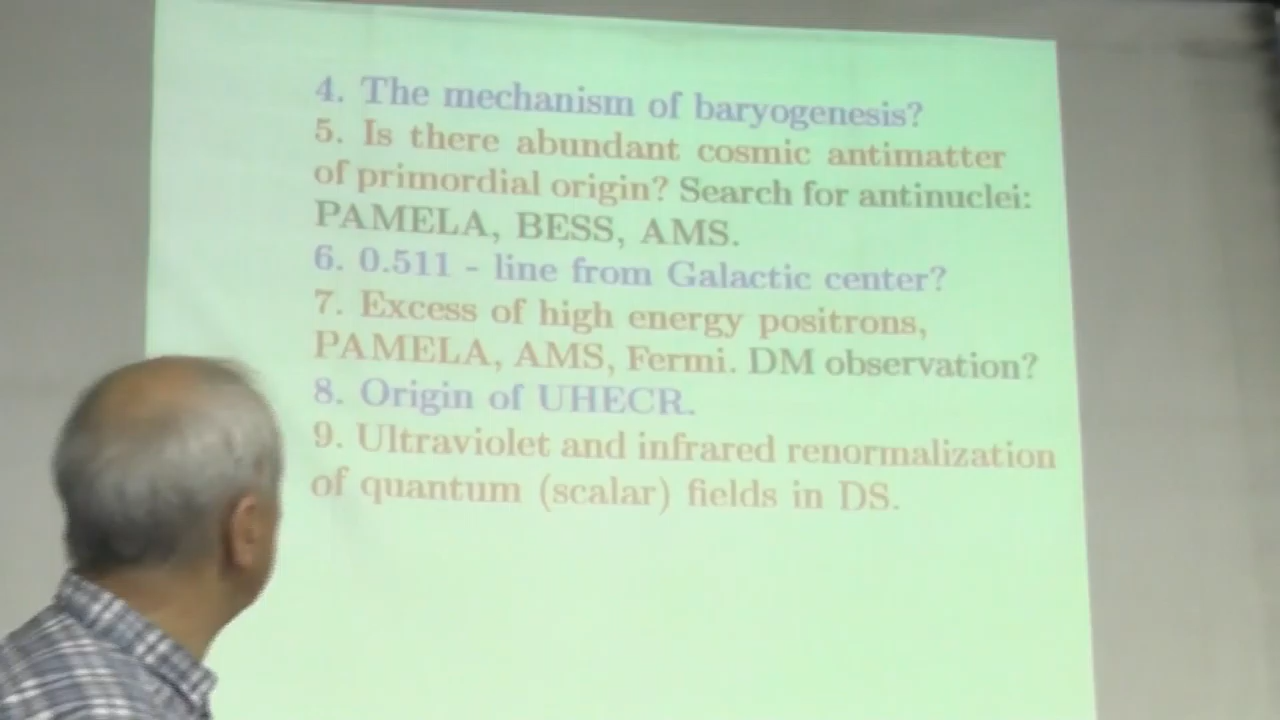 4. The mechanism of baryogenesis?
5. Is there abundant cosmic antimatter
of primordial origin? Search for antinuclei:
PAMELA, BESS, AMS.
6. 0.511 - line from Galactic center?
7. Excess of high energy positrons,
PAMELA, AMS, Fermi. DM observation?
8. Origin of UHECR.
9. Ultraviolet and infrared renormalization
of quantum (scalar) fields in DS.